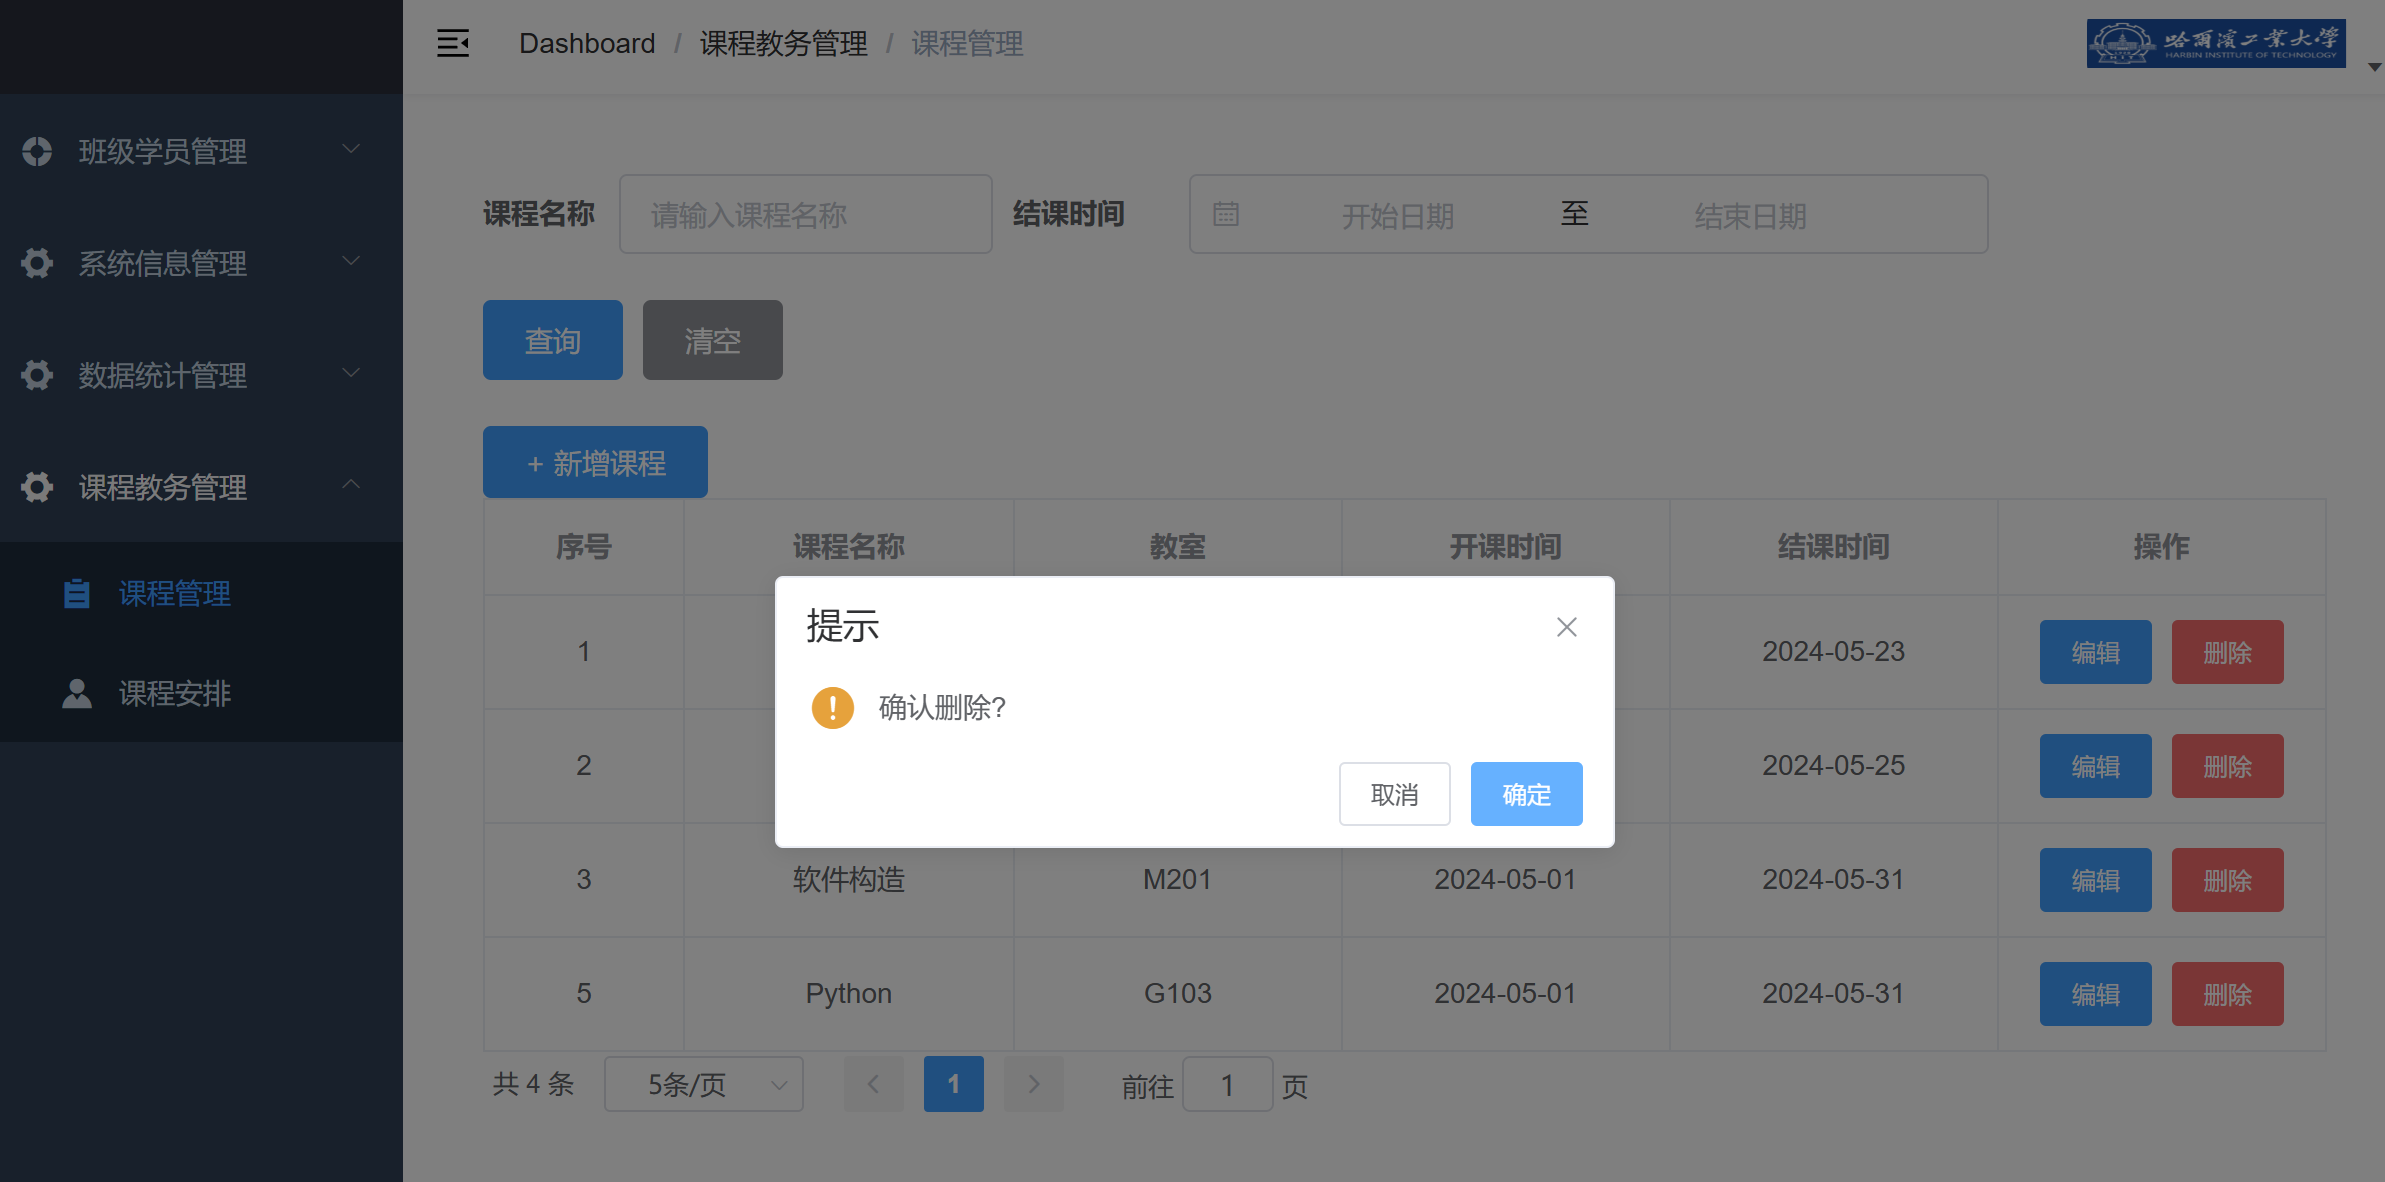 Dashboard / 课程教务管理 / 课程管理
哈尔滨工业大学
HARBIN INSTITUTE OF TECHNOLOGY
班级学员管理
系统信息管理
数据统计管理
课程教务管理
课程管理
课程安排
课程名称 请输入课程名称 结课时间 开始日期 至 结束日期
查询 清空
+ 新增课程
序号 课程名称 教室 开课时间 结课时间 操作
1 2024-05-23 编辑 删除
2 2024-05-25 编辑 删除
提示
确认删除?
取消 确定
3 软件构造 M201 2024-05-01 2024-05-31 编辑 删除
5 Python G103 2024-05-01 2024-05-31 编辑 删除
共 4 条 5条/页 1 前往 1 页